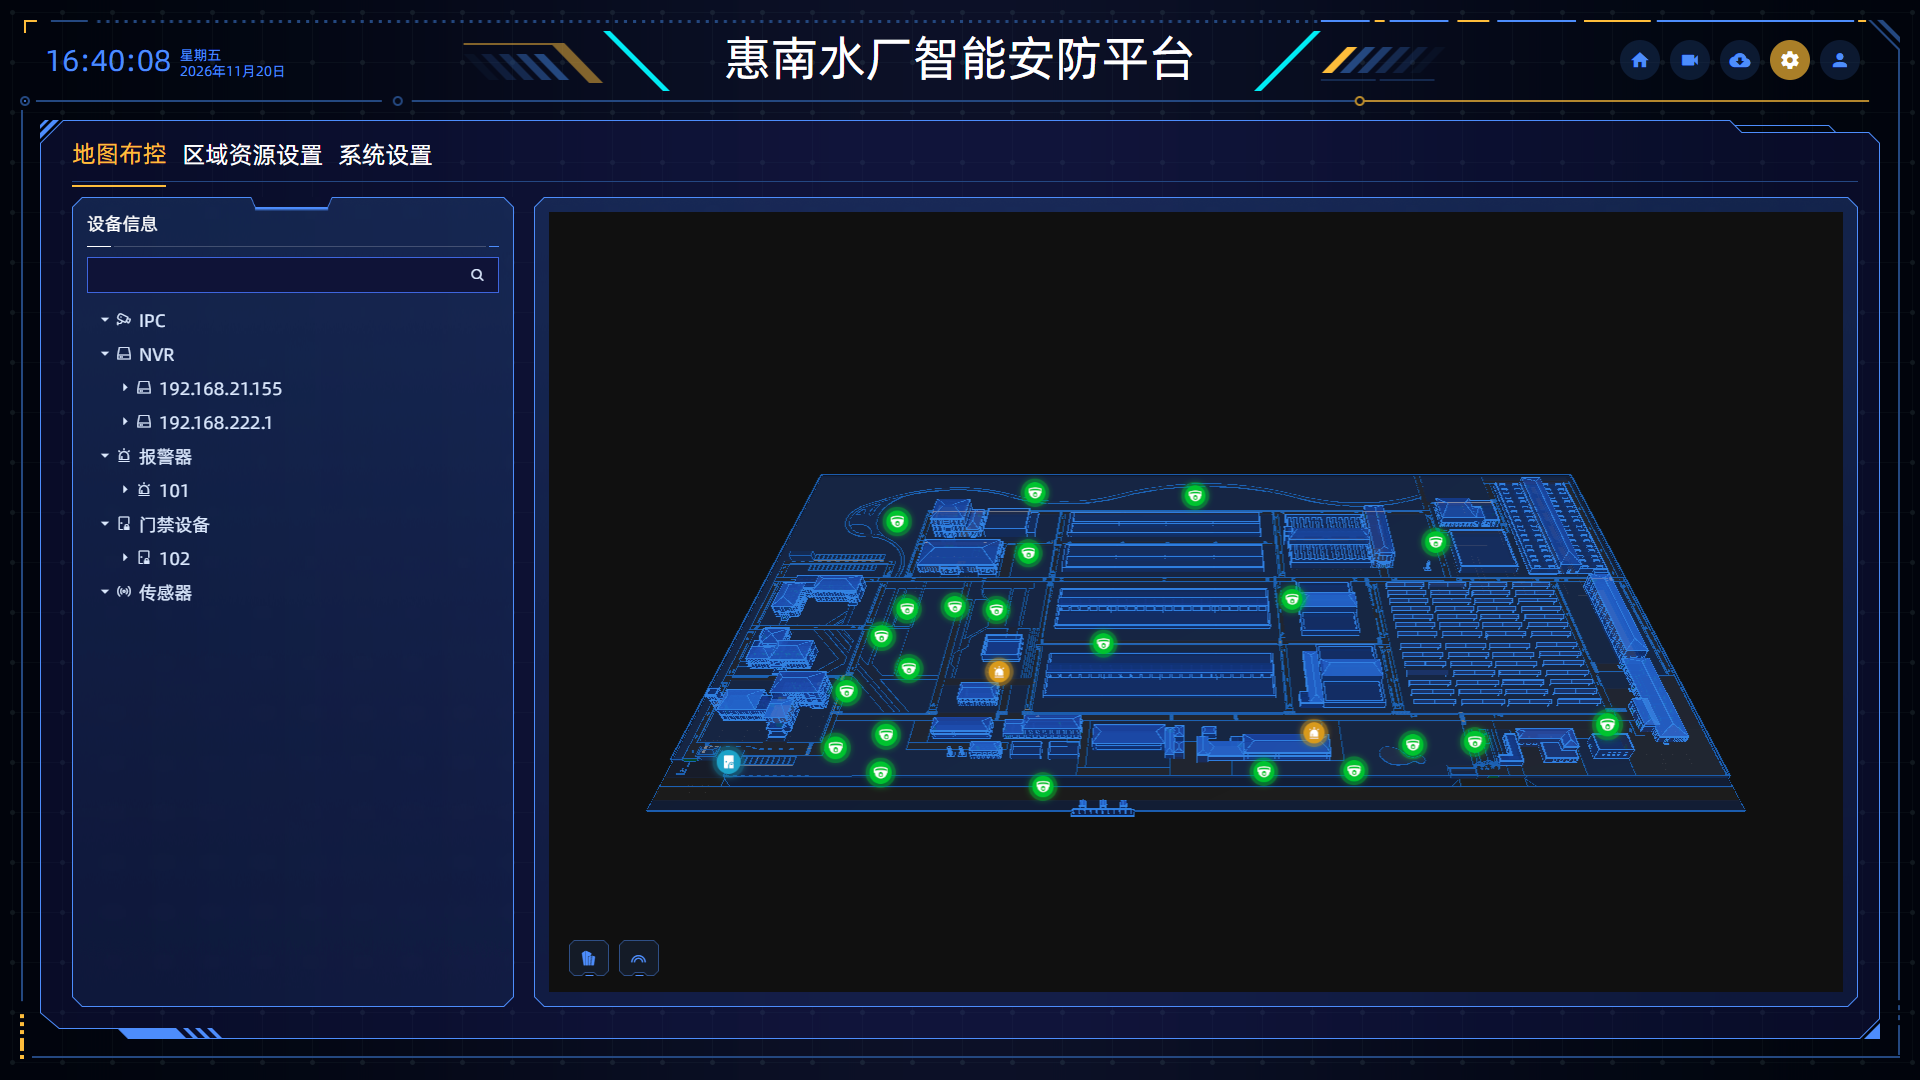 16:40:08
星期五
2026年11月20日
惠南水厂智能安防平台
地图布控 区域资源设置 系统设置
设备信息
IPC
NVR
192.168.21.155
192.168.222.1
报警器
101
门禁设备
102
传感器